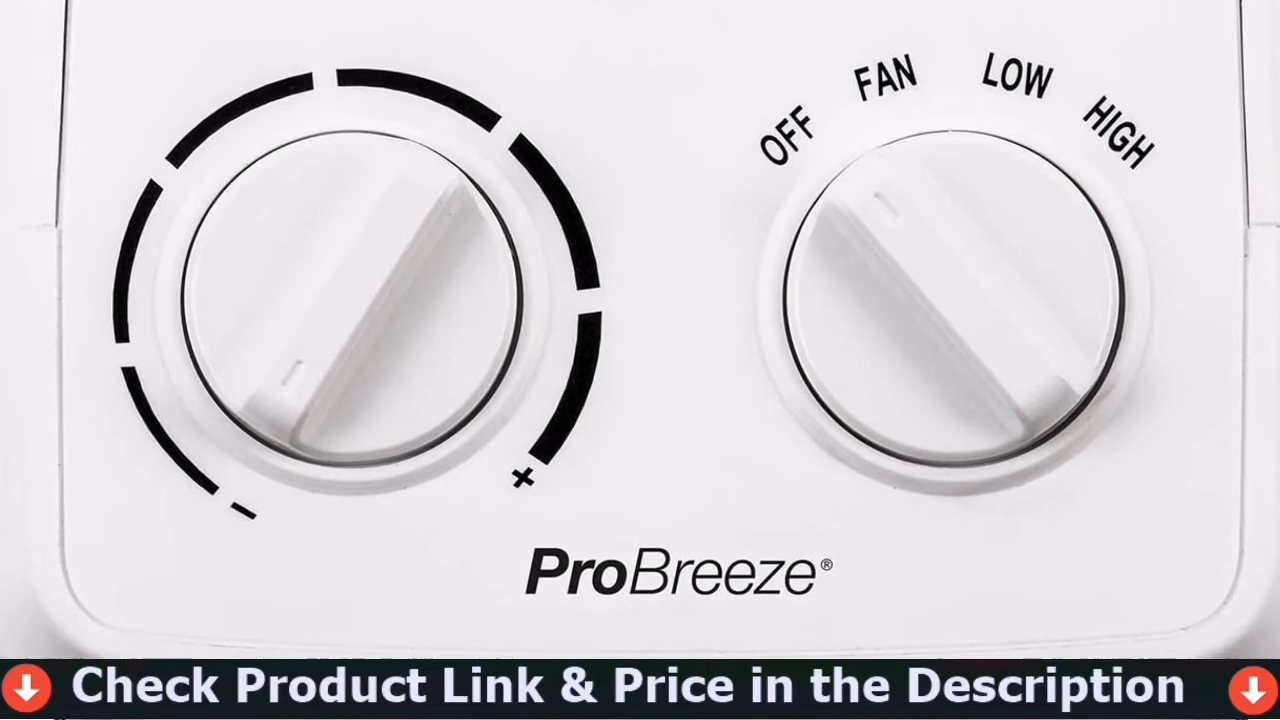 OFF FAN LOW HIGH
- +
ProBreeze®
Check Product Link & Price in the Description